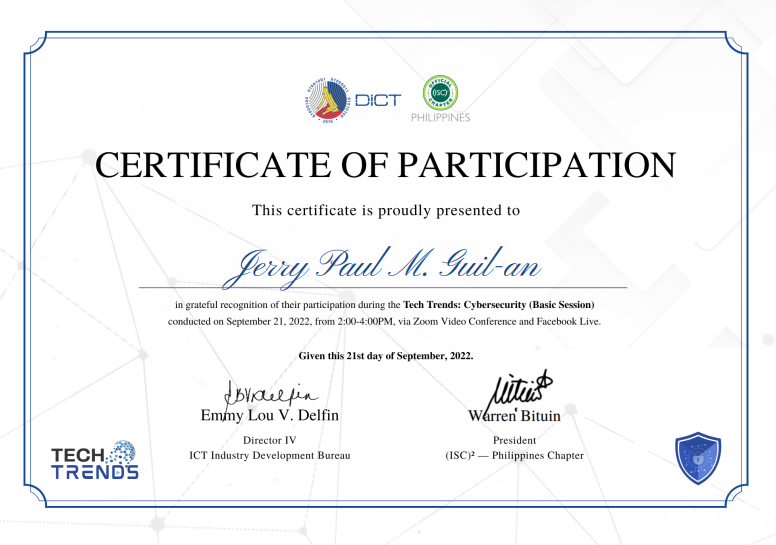 DICT
OFFICIAL
(ISC)²
CHAPTER
PHILIPPINES
CERTIFICATE OF PARTICIPATION
This certificate is proudly presented to
Jerry Paul M. Guil-an
in grateful recognition of their participation during the Tech Trends: Cybersecurity (Basic Session)
conducted on September 21, 2022, from 2:00-4:00PM, via Zoom Video Conference and Facebook Live.
Given this 21st day of September, 2022.
Emmy Lou V. Delfin
Director IV
ICT Industry Development Bureau
Warren Bituin
President
(ISC)² — Philippines Chapter
TECH
TRENDS